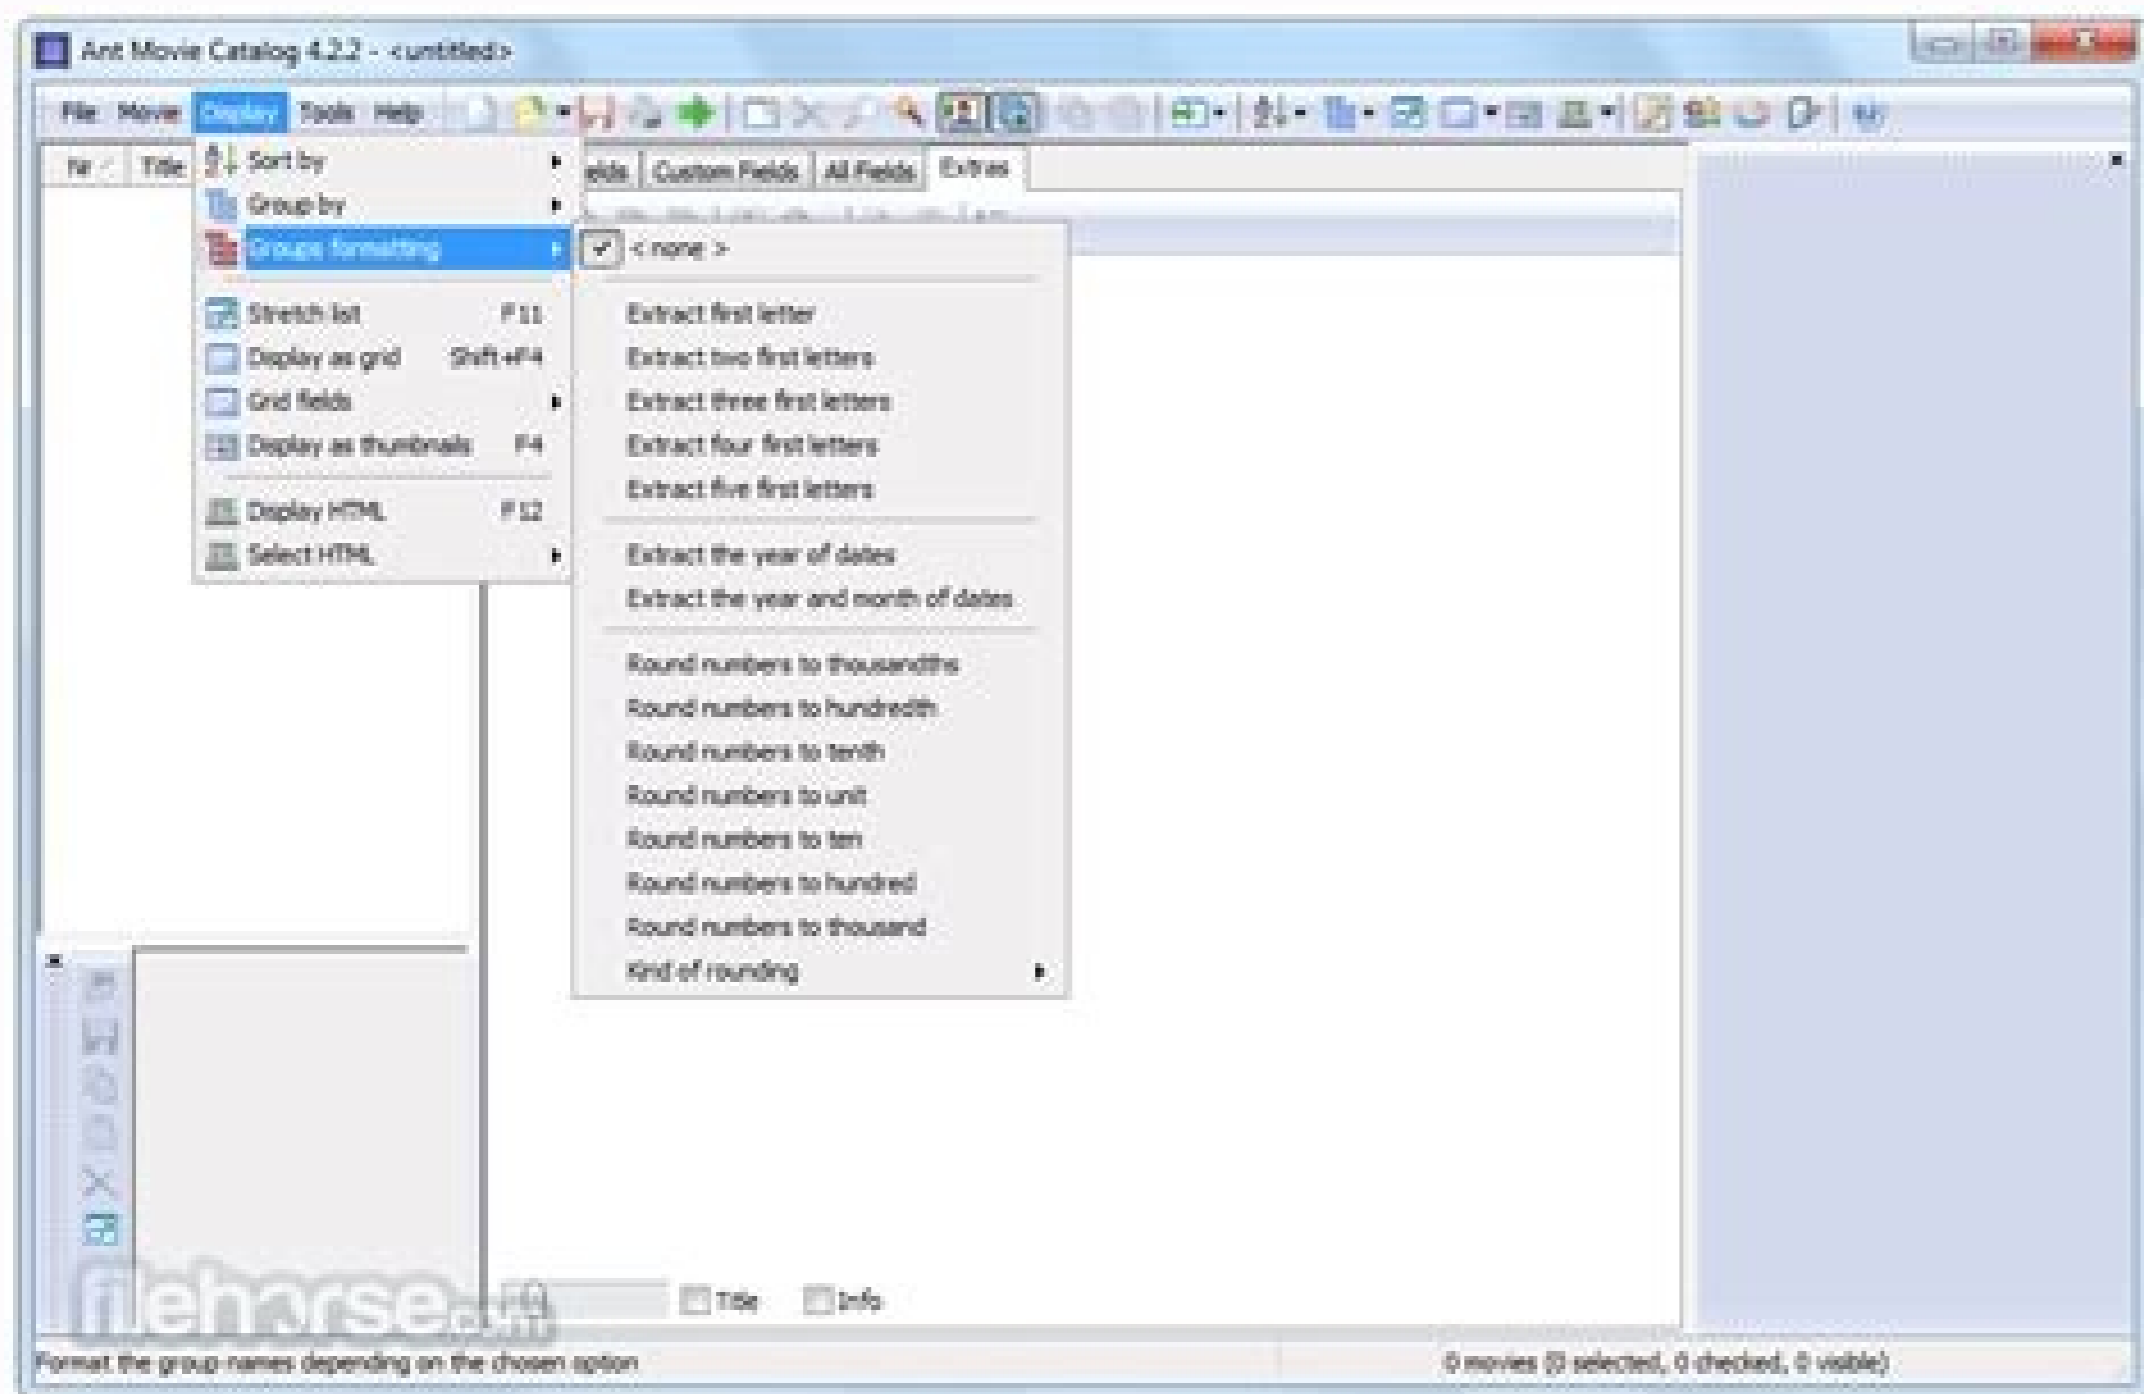 Ant Movie Catalog 4.2.2 - <untitled>
File Movie Display Tools Help
Nr Title
elds Custom Fields All Fields Extras
Sort by
Group by
Groups formatting
Stretch list F11
Display as grid Shift+F4
Grid fields
Display as thumbnails F4
Display HTML F12
Select HTML
< none >
Extract first letter
Extract two first letters
Extract three first letters
Extract four first letters
Extract five first letters
Extract the year of dates
Extract the year and month of dates
Round numbers to thousandths
Round numbers to hundredth
Round numbers to tenth
Round numbers to unit
Round numbers to ten
Round numbers to hundred
Round numbers to thousand
Kind of rounding
Title Info
filehorse.com
Format the group names depending on the chosen option
0 movies (0 selected, 0 checked, 0 visible)